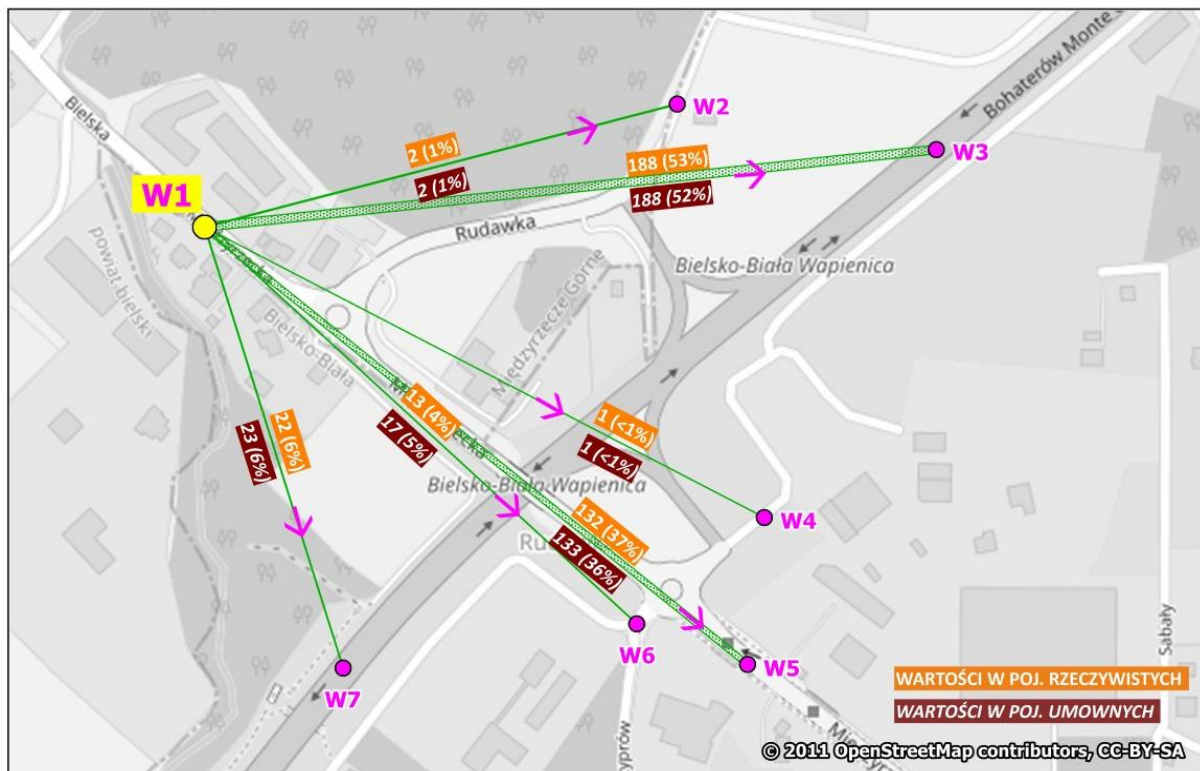 Bielska
Bohaterów Monte
W2
2 (1%)
188 (53%)
W3
2 (1%)
188 (52%)
W1
Rudawka
Bielsko-Biała Wapienica
powiat bielski
Bielsko-Biała
Międzyrzecze Górne
13 (4%)
17 (5%)
1 (<1%)
1 (<1%)
22 (6%)
23 (6%)
Bielsko-Biała Wapienica
132 (37%)
133 (36%)
W4
W6
W5
W7
Sabały
WARTOŚCI W POJ. RZECZYWISTYCH
WARTOŚCI W POJ. UMOWNYCH
© 2011 OpenStreetMap contributors, CC-BY-SA